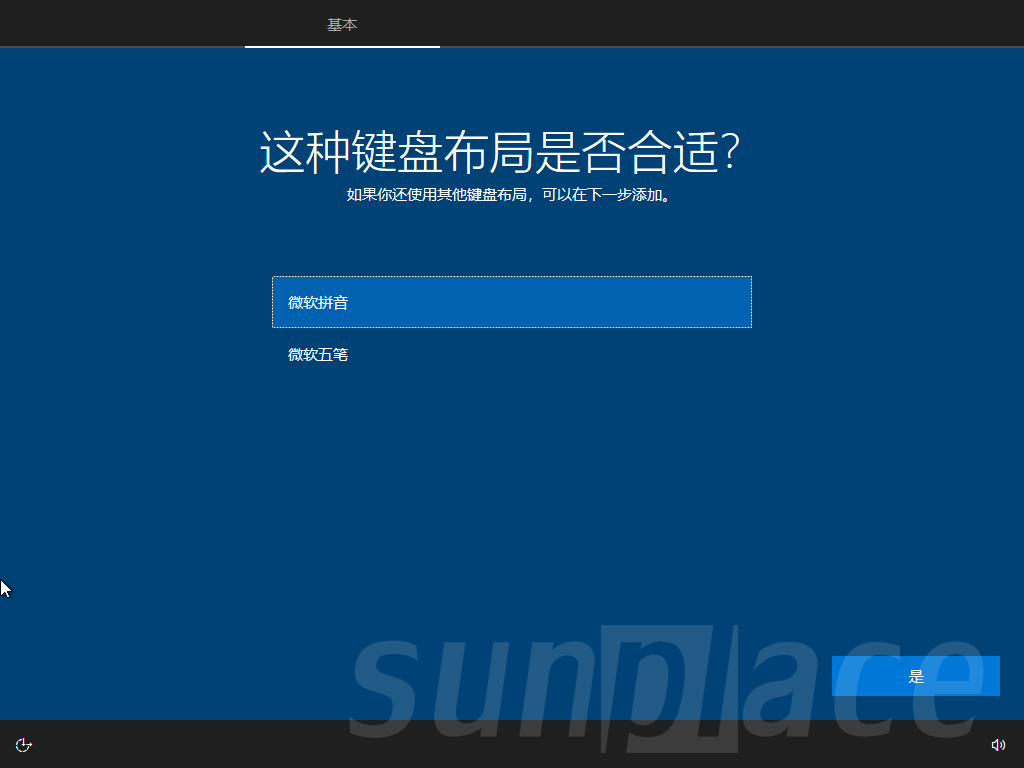 基本
这种键盘布局是否合适?
如果你还使用其他键盘布局，可以在下一步添加。
微软拼音
微软五笔
sunplace
是